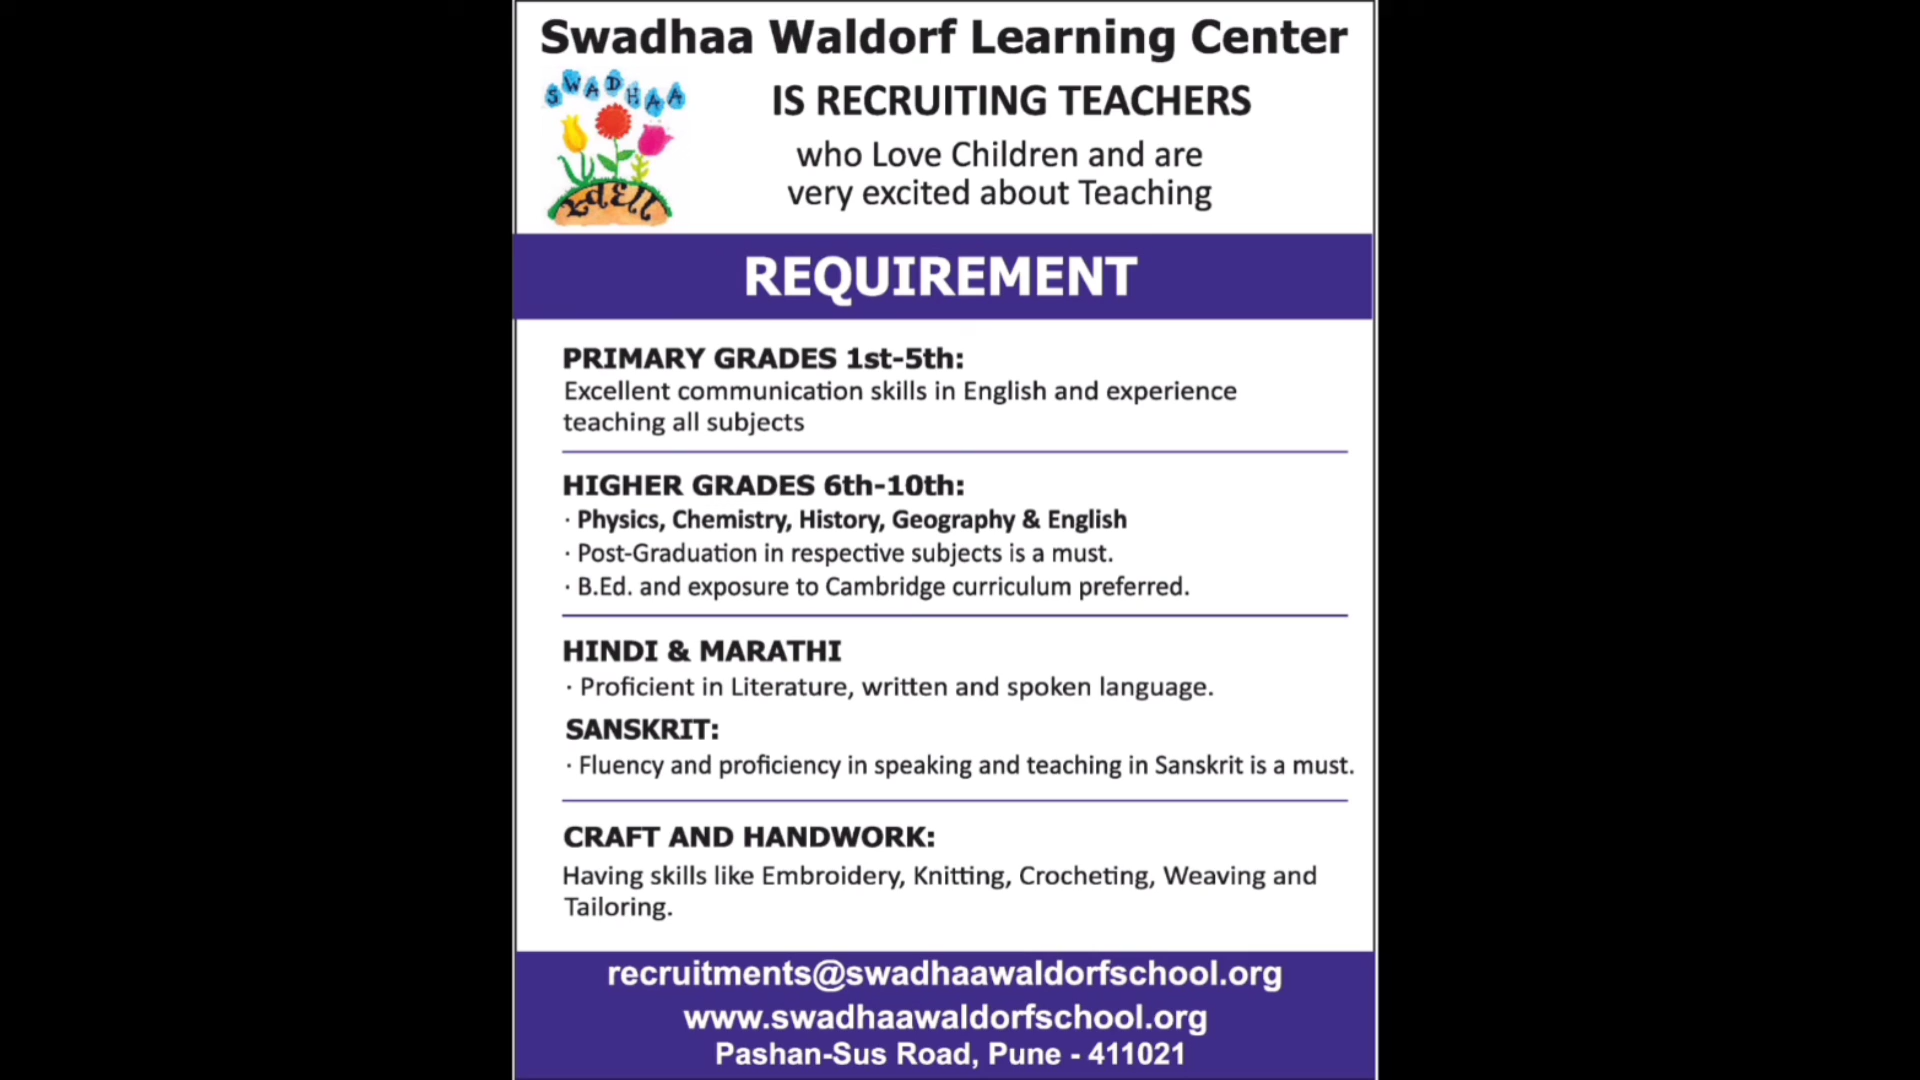 Swadhaa Waldorf Learning Center
SWADHAA
IS RECRUITING TEACHERS
who Love Children and are
very excited about Teaching
REQUIREMENT
PRIMARY GRADES 1st-5th:
Excellent communication skills in English and experience
teaching all subjects
HIGHER GRADES 6th-10th:
· Physics, Chemistry, History, Geography & English
· Post-Graduation in respective subjects is a must.
· B.Ed. and exposure to Cambridge curriculum preferred.
HINDI & MARATHI
· Proficient in Literature, written and spoken language.
SANSKRIT:
· Fluency and proficiency in speaking and teaching in Sanskrit is a must.
CRAFT AND HANDWORK:
Having skills like Embroidery, Knitting, Crocheting, Weaving and
Tailoring.
recruitments@swadhaawaldorfschool.org
www.swadhaawaldorfschool.org
Pashan-Sus Road, Pune - 411021